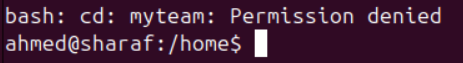 bash: cd: myteam: Permission denied
ahmed@sharaf:/home$